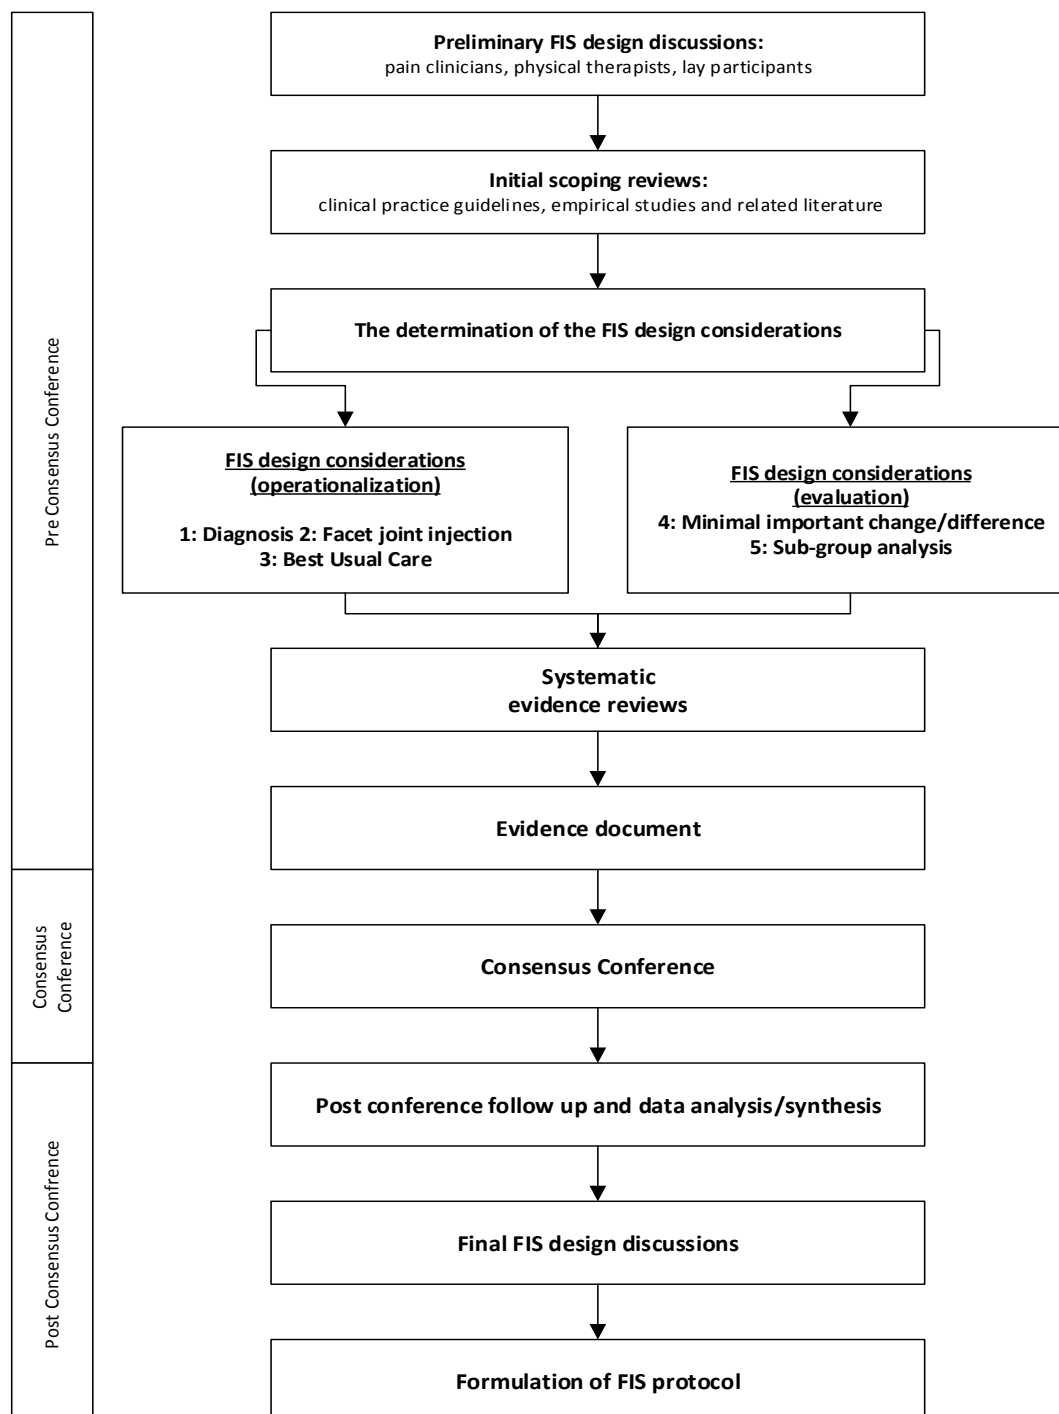 Preliminary FIS design discussions:
pain clinicians, physical therapists, lay participants
Initial scoping reviews:
clinical practice guidelines, empirical studies and related literature
The determination of the FIS design considerations
Pre Consensus Conference
FIS design considerations
(operationalization)
1: Diagnosis 2: Facet joint injection
3: Best Usual Care
FIS design considerations
(evaluation)
4: Minimal important change/difference
5: Sub-group analysis
Systematic
evidence reviews
Evidence document
Consensus
Conference
Consensus Conference
Post conference follow up and data analysis/synthesis
Post Consensus Confrence
Final FIS design discussions
Formulation of FIS protocol